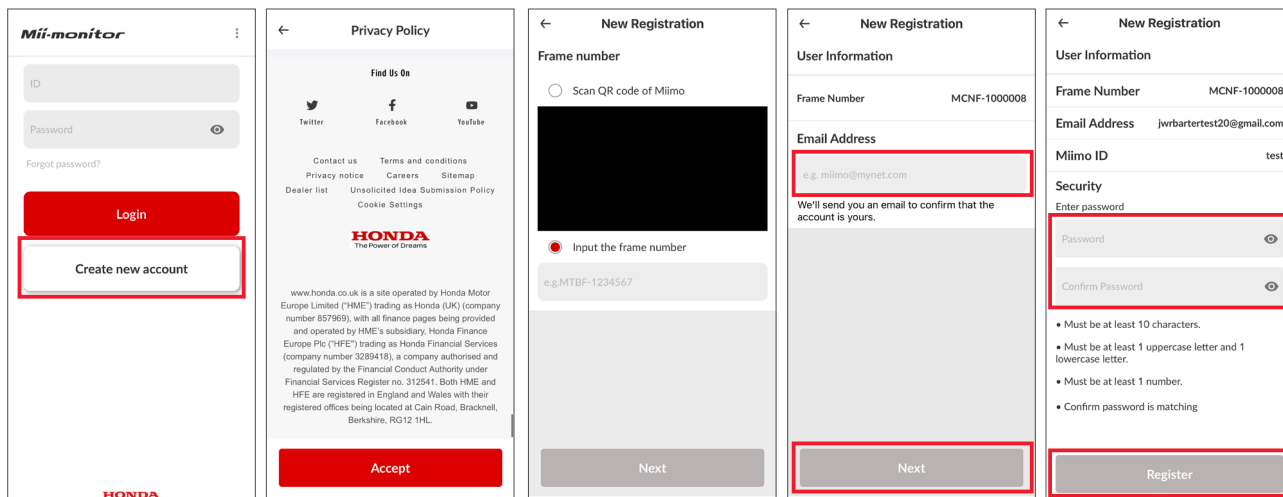 Mii-monitor
ID
Password
Forgot password?
Login
Create new account
HONDA
Privacy Policy
Find Us On
Twitter Facebook YouTube
Contact us Terms and conditions
Privacy notice Careers Sitemap
Dealer list Unsolicited Idea Submission Policy
Cookie Settings
HONDA
The Power of Dreams
www.honda.co.uk is a site operated by Honda Motor
Europe Limited ("HME") trading as Honda (UK) (company
number 857969), with all finance pages being provided
and operated by HME's subsidiary, Honda Finance
Europe Plc ("HFE") trading as Honda Financial Services
(company number 3289418), a company authorised and
regulated by the Financial Conduct Authority under
Financial Services Register no. 312541. Both HME and
HFE are registered in England and Wales with their
registered offices being located at Cain Road, Bracknell,
Berkshire, RG12 1HL.
Accept
New Registration
Frame number
Scan QR code of Miimo
Input the frame number
e.g.MTBF-1234567
Next
New Registration
User Information
Frame Number MCNF-1000008
Email Address
e.g. miimo@mynet.com
We'll send you an email to confirm that the
account is yours.
Next
New Registration
User Information
Frame Number MCNF-1000008
Email Address jwrbartertest20@gmail.com
Miimo ID test
Security
Enter password
Password
Confirm Password
• Must be at least 10 characters.
• Must be at least 1 uppercase letter and 1
lowercase letter.
• Must be at least 1 number.
• Confirm password is matching
Register